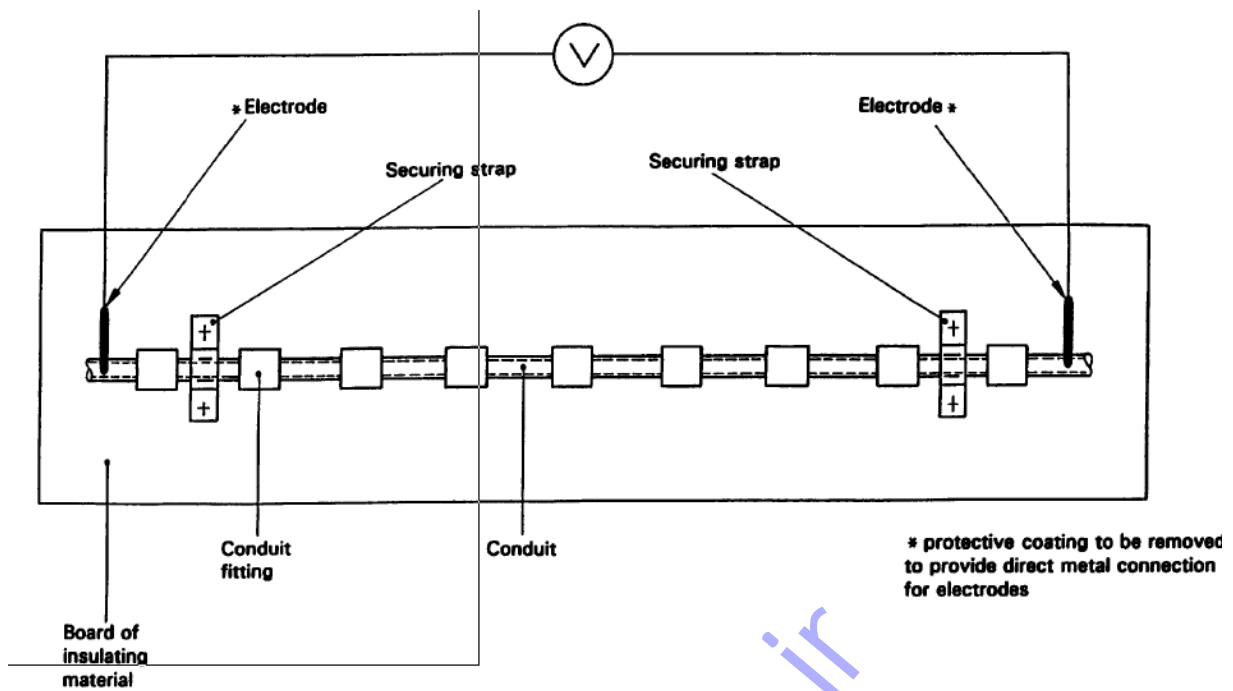 V
* Electrode
Electrode *
Securing strap
Securing strap
+
+
+
+
Conduit
fitting
Conduit
* protective coating to be removed
to provide direct metal connection
for electrodes
Board of
insulating
material
ir